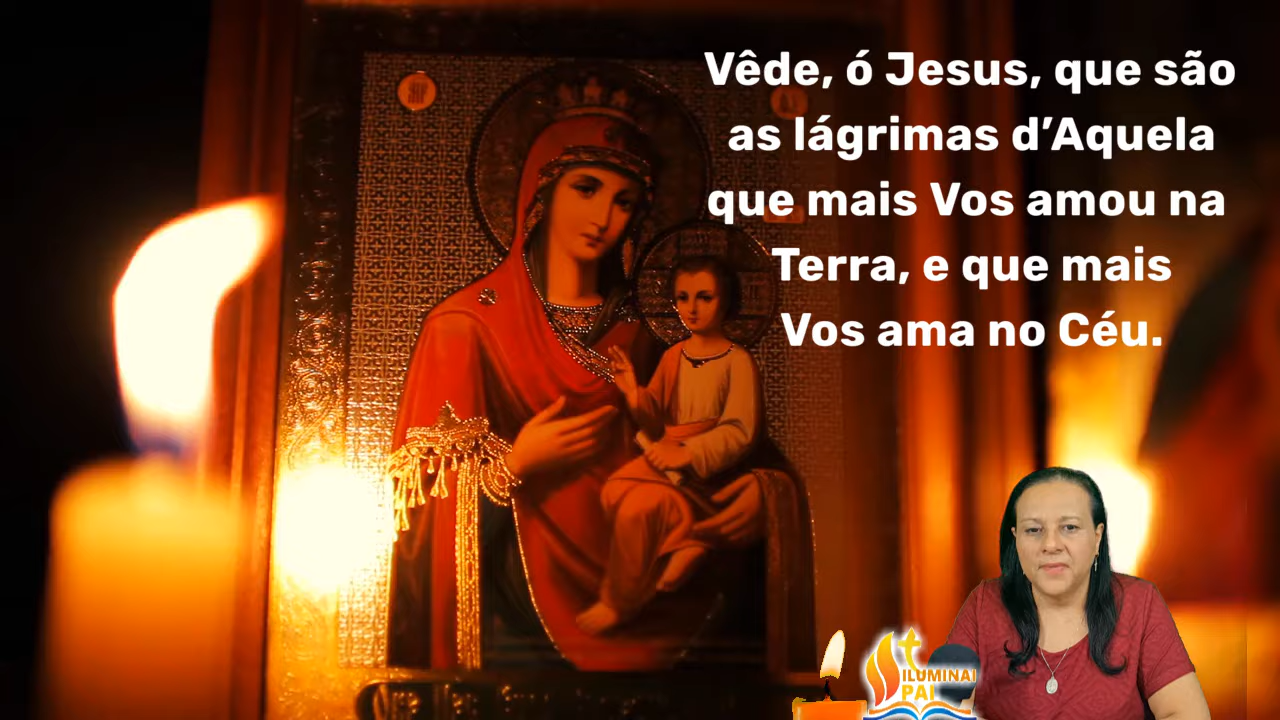 Vêde, ó Jesus, que são
as lágrimas d’Aquela
que mais Vos amou na
Terra, e que mais
Vos ama no Céu.
ILUMINAI
PAI